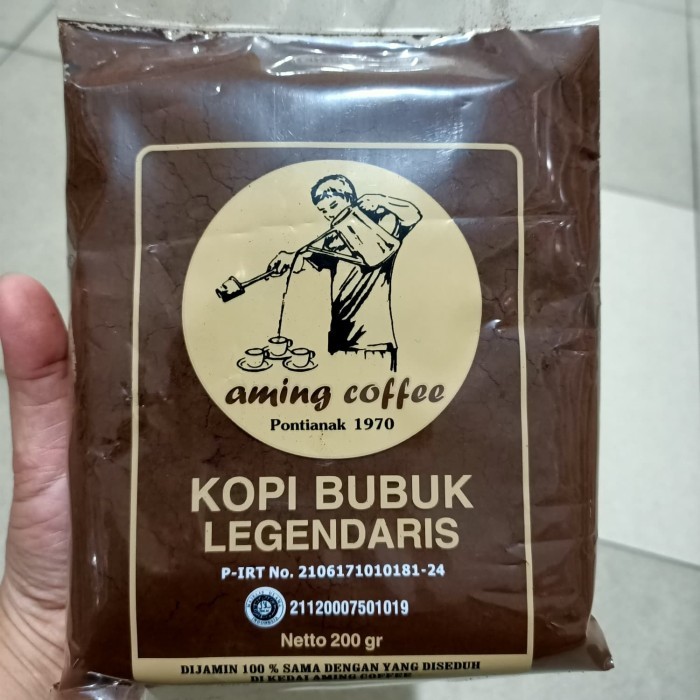 aming coffee
Pontianak 1970
KOPI BUBUK
LEGENDARIS
P-IRT No. 2106171010181-24
21120007501019
Netto 200 gr
DIJAMIN 100 % SAMA DENGAN YANG DISEDUH
DI KEDAI AMING COFFEE